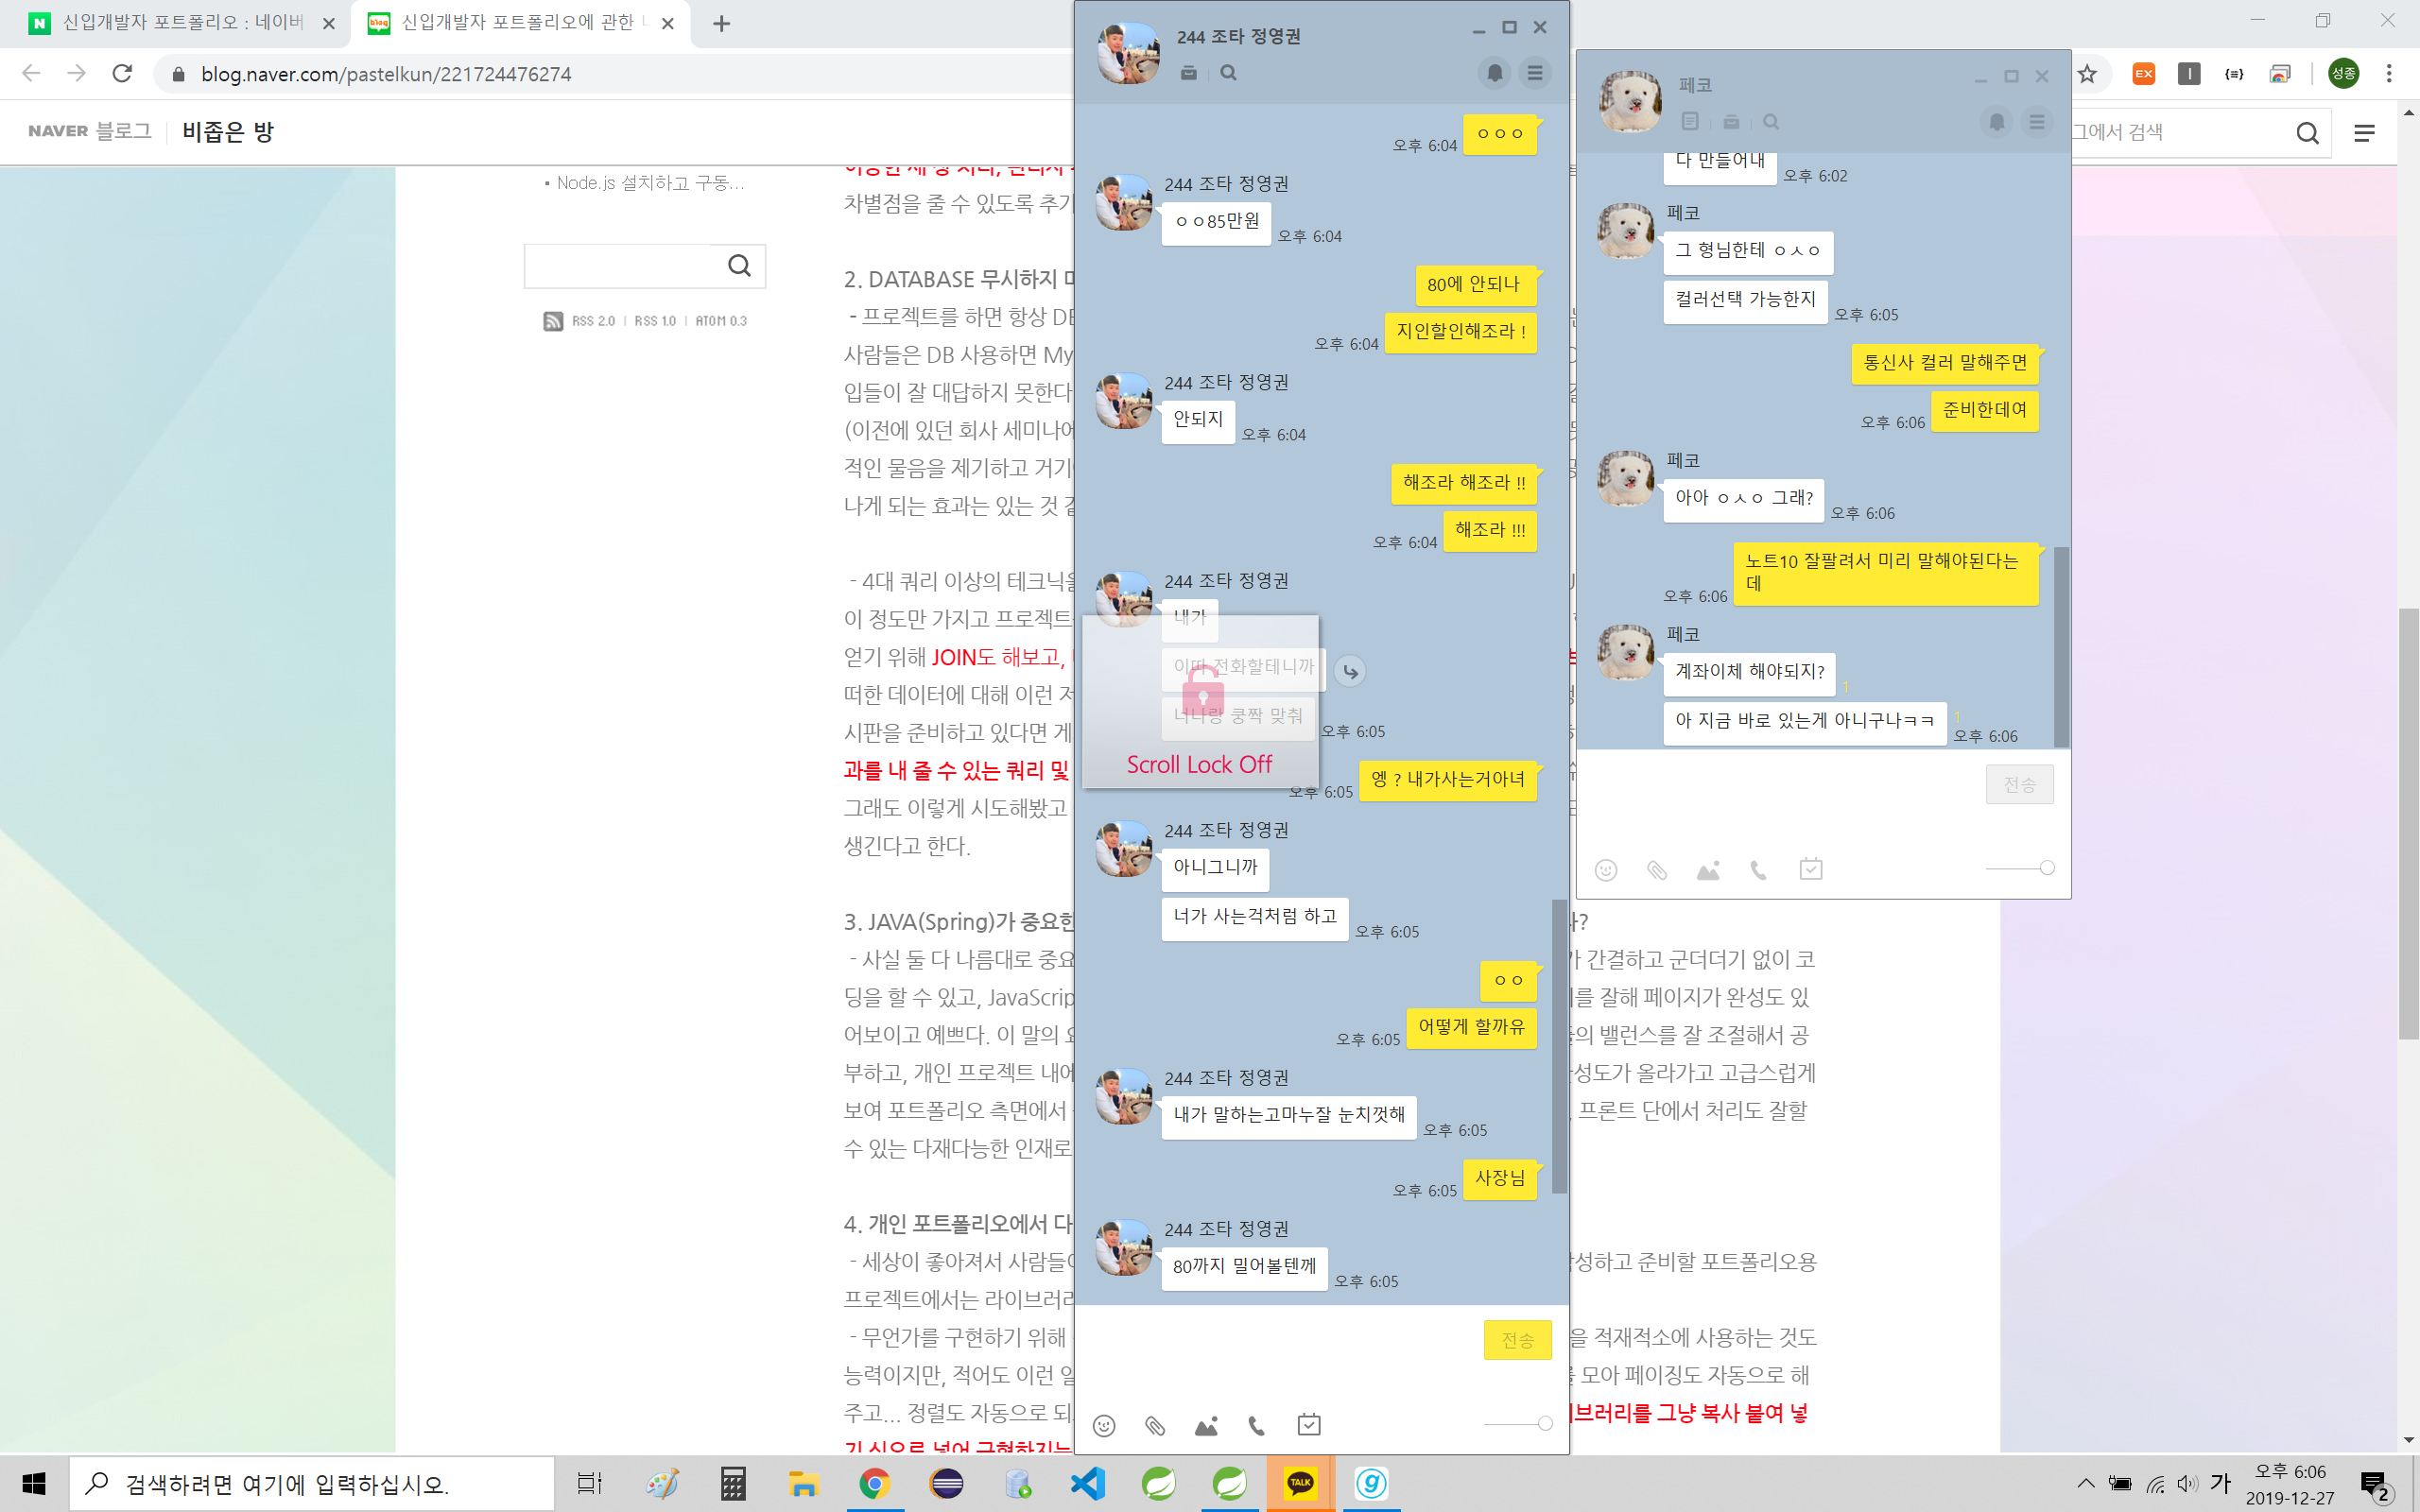 신입개발자 포트폴리오 : 네이버
신입개발자 포트폴리오에 관한 나
blog.naver.com/pastelkun/221724476274
성종
NAVER 블로그
비좁은 방
그에서 검색
Node.js 설치하고 구동...
RSS 2.0 | RSS 1.0 | ATOM 0.3
차별점을 줄 수 있도록 추가
2. DATABASE 무시하지
- 프로젝트를 하면 항상
사람들은 DB 사용하면 My
입들이 잘 대답하지 못한다
(이전에 있던 회사 세미나에
적인 물음을 제기하고
나게 되는 효과는 있는 것
- 4대 쿼리 이상의 테크닉을
이 정도만 가지고 프로젝트
얻기 위해 JOIN도 해보고,
떠한 데이터에 대해 이런
시판을 준비하고 있다면
과를 내 줄 수 있는 쿼리 및
그래도 이렇게 시도해봤고
생긴다고 한다.
3. JAVA(Spring)가 중요한
- 사실 둘 다 나름대로
가 간결하고 군더더기 없이 코
딩을 할 수 있고, JavaScrip
를 잘해 페이지가 완성도 있
어보이고 예쁘다. 이 말의
의 밸런스를 잘 조절해서 공
부하고, 개인 프로젝트 내에
완성도가 올라가고 고급스럽게
보여 포트폴리오 측면에서
, 프론트 단에서 처리도 잘할
수 있는 다재다능한 인재로
4. 개인 포트폴리오에서
- 세상이 좋아져서 사람들이
작성하고 준비할 포트폴리오용
프로젝트에서는 라이브러리
- 무언가를 구현하기 위해
을 적재적소에 사용하는 것도
능력이지만, 적어도 이런
를 모아 페이징도 자동으로 해
주고... 정렬도 자동으로
브러리를 그냥 복사 붙여 넣
244 조타 정영권
ㅇㅇㅇ
오후 6:04
244 조타 정영권
ㅇㅇ85만원
오후 6:04
80에 안되나
지인할인해조라 !
오후 6:04
244 조타 정영권
안되지
오후 6:04
해조라 해조라 !!
해조라 !!!
오후 6:04
244 조타 정영권
내가
이따 전화할테니까
너나랑 쿵짝 맞춰
오후 6:05
Scroll Lock Off
엥 ? 내가사는거아녀
오후 6:05
244 조타 정영권
아니그니까
너가 사는걱처럼 하고
오후 6:05
ㅇㅇ
어떻게 할까유
오후 6:05
244 조타 정영권
내가 말하는고마누잘 눈치껏해
오후 6:05
사장님
오후 6:05
244 조타 정영권
80까지 밀어볼텐께
오후 6:05
전송
페코
다 만들어내
오후 6:02
페코
그 형님한테 ㅇㅅㅇ
컬러선택 가능한지
오후 6:05
통신사 컬러 말해주면
준비한데여
오후 6:06
페코
아아 ㅇㅅㅇ 그래?
오후 6:06
노트10 잘팔려서 미리 말해야된다는
데
오후 6:06
페코
계좌이체 해야되지?
1
아 지금 바로 있는게 아니구나ㅋㅋ
1
오후 6:06
전송
검색하려면 여기에 입력하십시오.
TALK
가
오후 6:06
2019-12-27
2